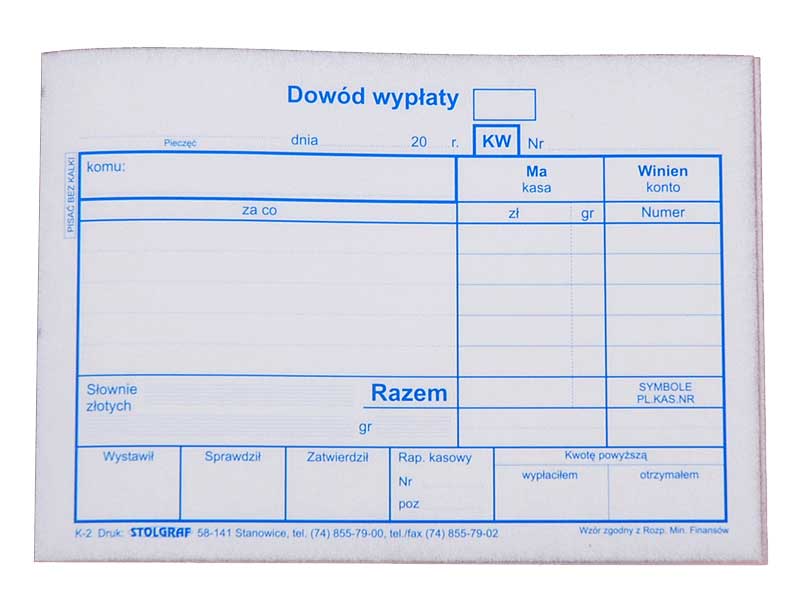 Dowód wypłaty
Pieczęć dnia 20 r. KW Nr
PISAĆ BEZ KALKI
komu: Ma Winien
kasa konto
za co zł gr Numer
Słownie Razem SYMBOLE
złotych PL.KAS.NR
gr
Wystawił Sprawdził Zatwierdził Rap. kasowy Kwotę powyższą
Nr wypłaciłem otrzymałem
poz
K-2 Druk: STOLGRAF 58-141 Stanowice, tel. (74) 855-79-00, tel./fax (74) 855-79-02 Wzór zgodny z Rozp. Min. Finansów